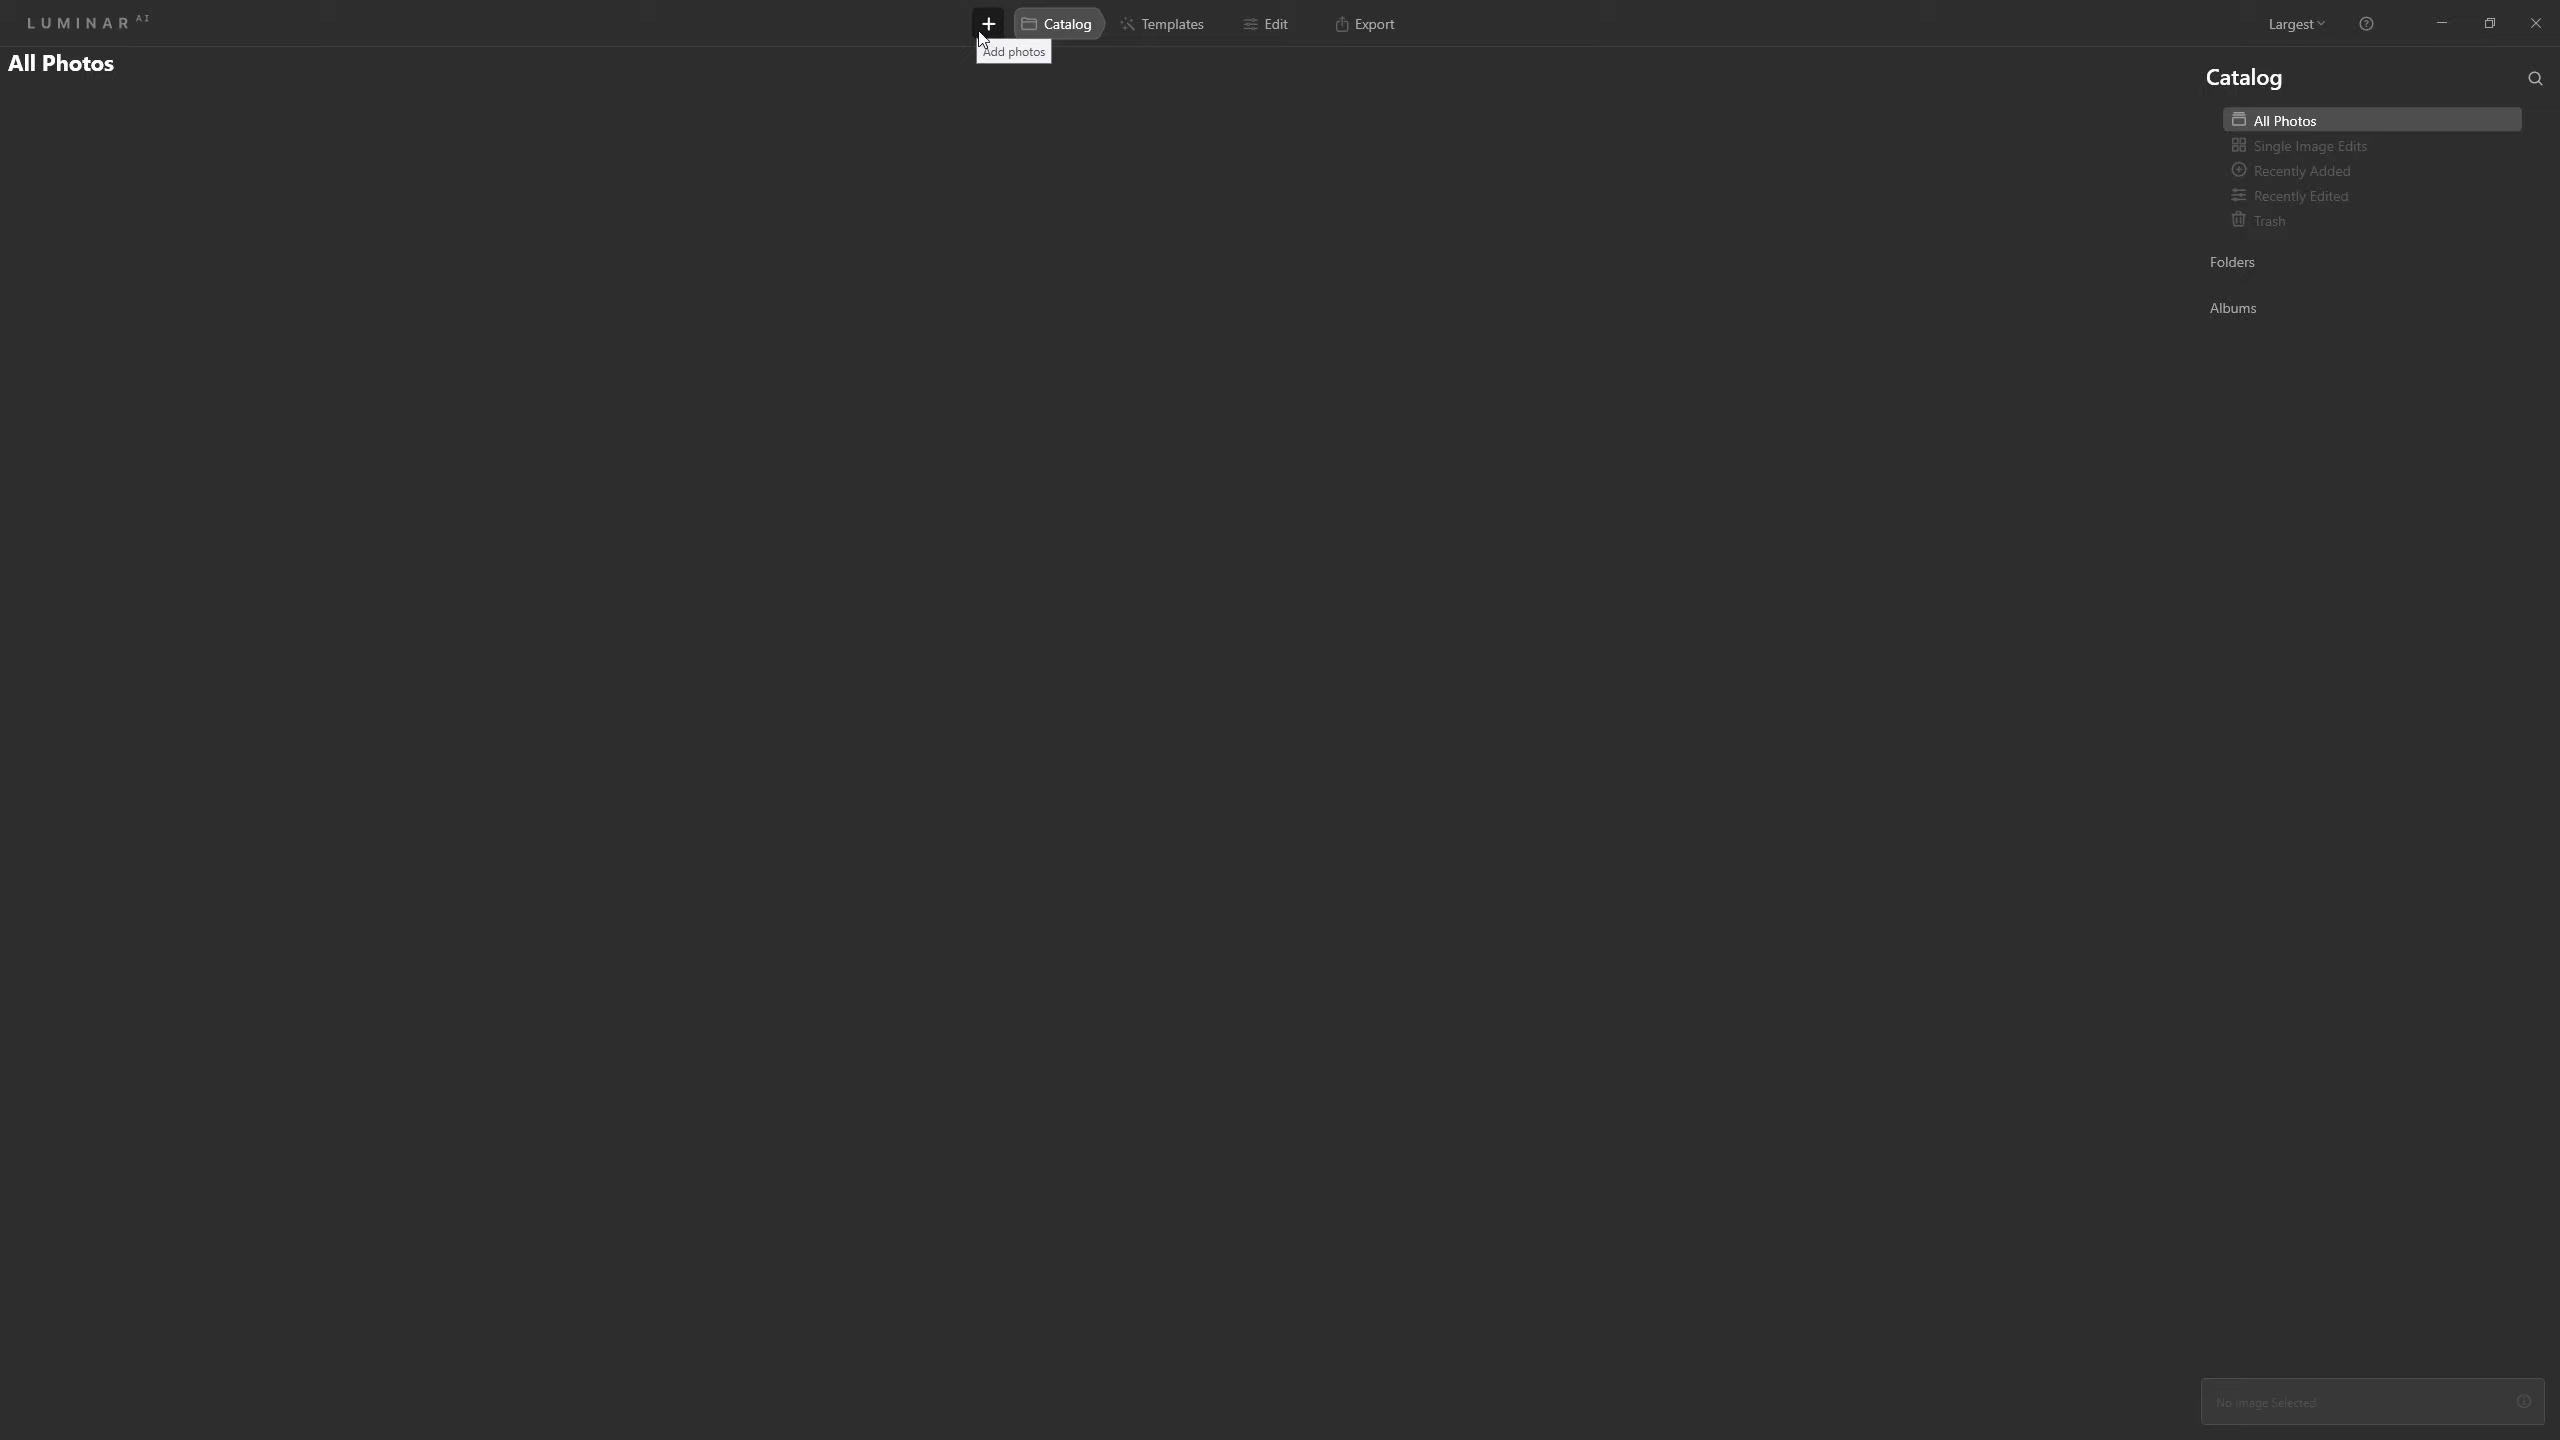 LUMINAR AI
Catalog
Templates
Edit
Export
Largest
Add photos
All Photos
Catalog
All Photos
Single Image Edits
Recently Added
Recently Edited
Trash
Folders
Albums
No Image Selected